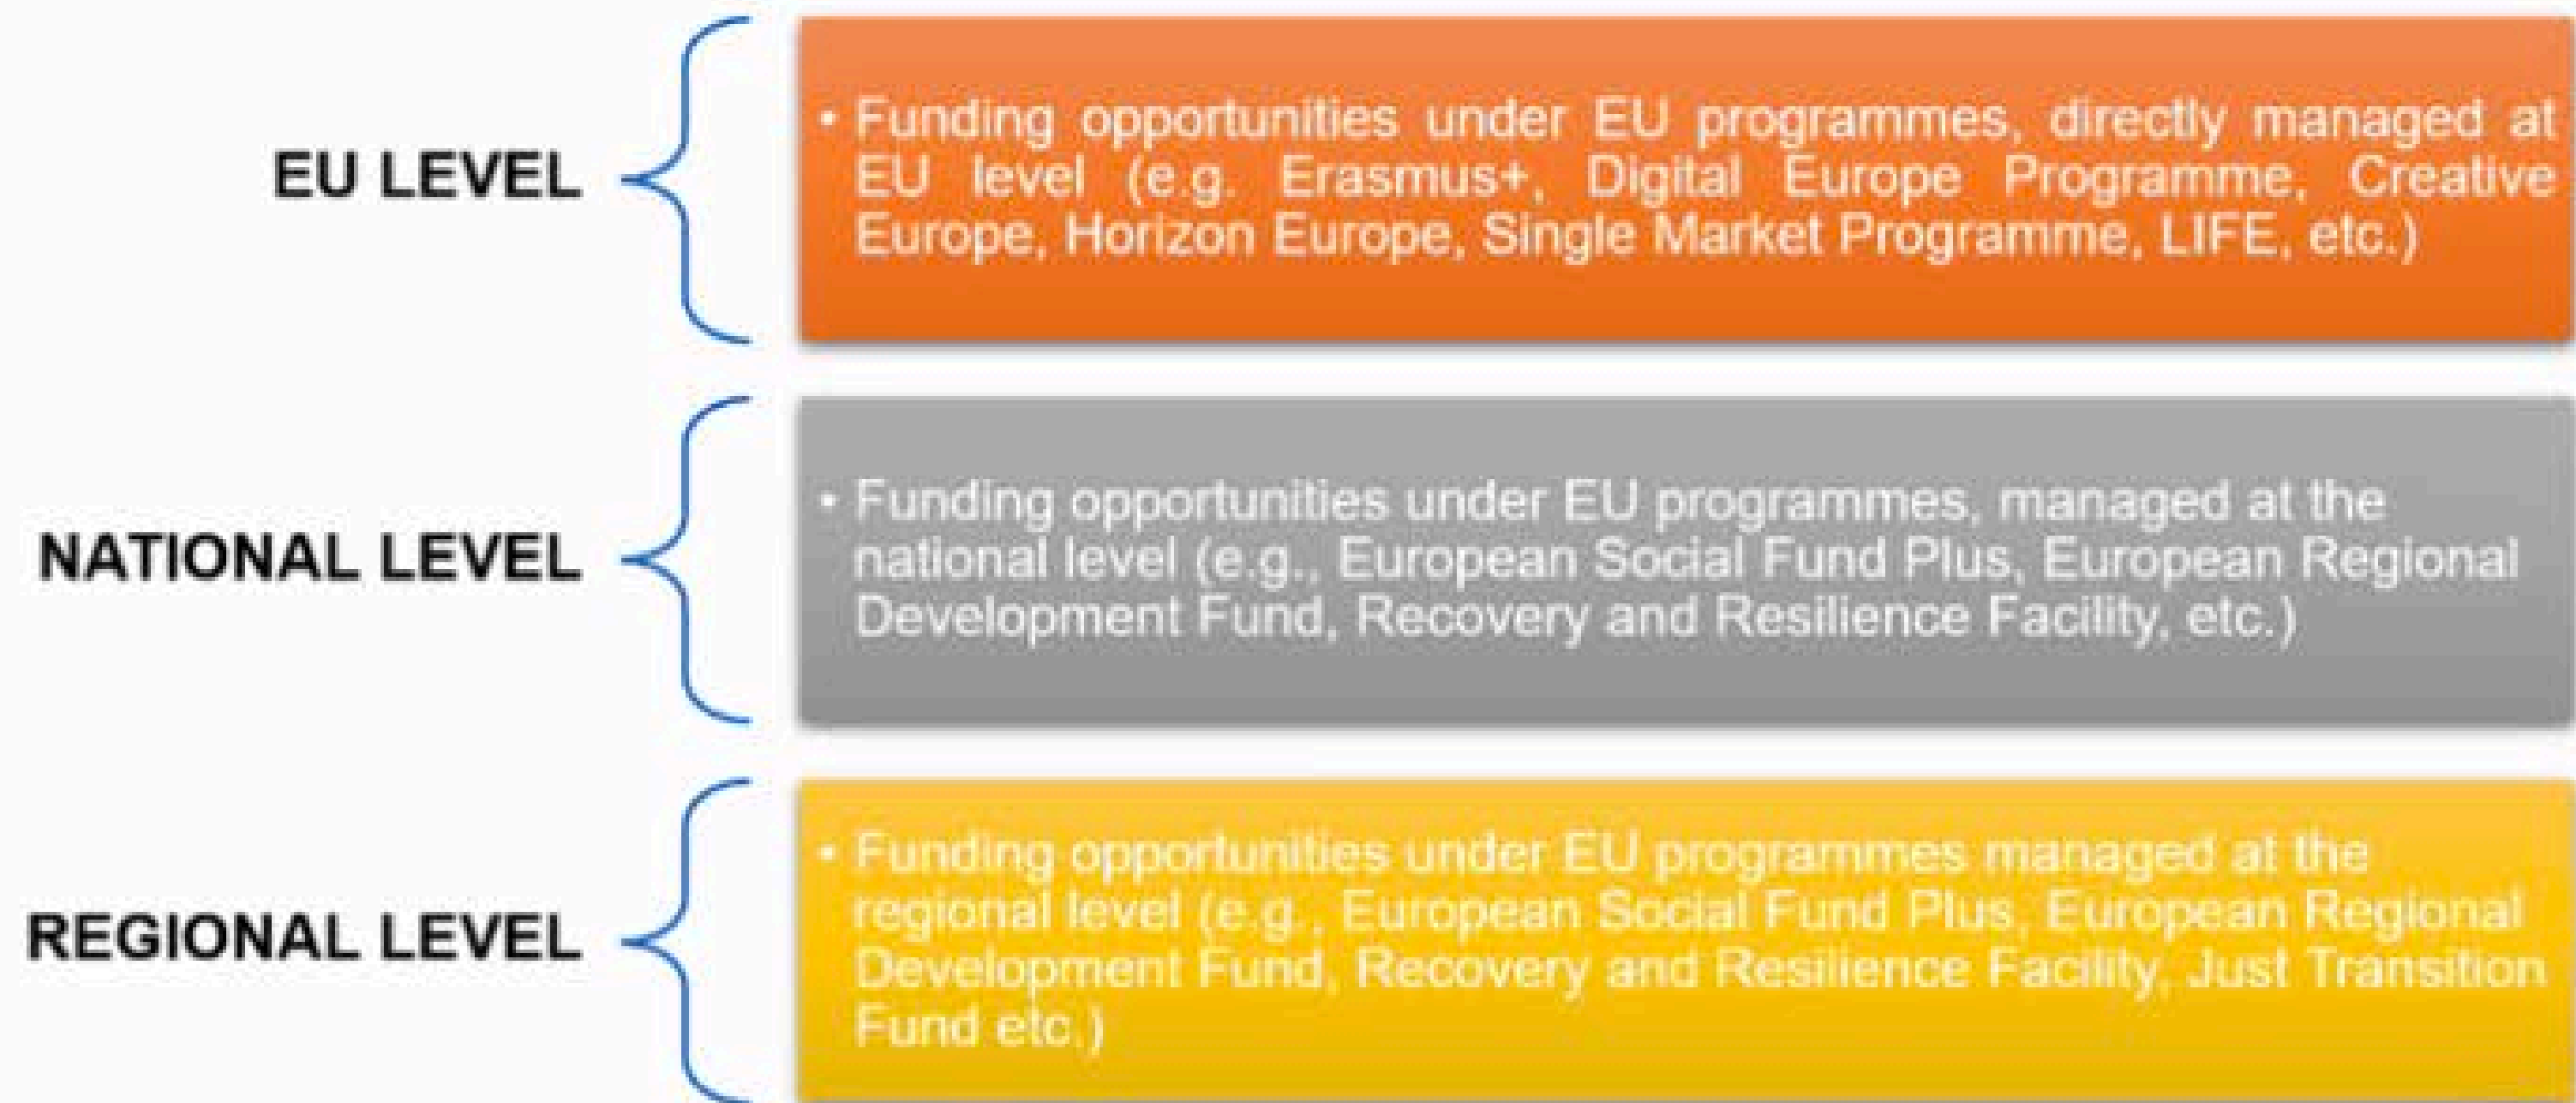 EU LEVEL
• Funding opportunities under EU programmes, directly managed at
EU level (e.g. Erasmus+, Digital Europe Programme, Creative
Europe, Horizon Europe, Single Market Programme, LIFE, etc.)
NATIONAL LEVEL
• Funding opportunities under EU programmes, managed at the
national level (e.g., European Social Fund Plus, European Regional
Development Fund, Recovery and Resilience Facility, etc.)
REGIONAL LEVEL
• Funding opportunities under EU programmes managed at the
regional level (e.g., European Social Fund Plus, European Regional
Development Fund, Recovery and Resilience Facility, Just Transition
Fund etc.)